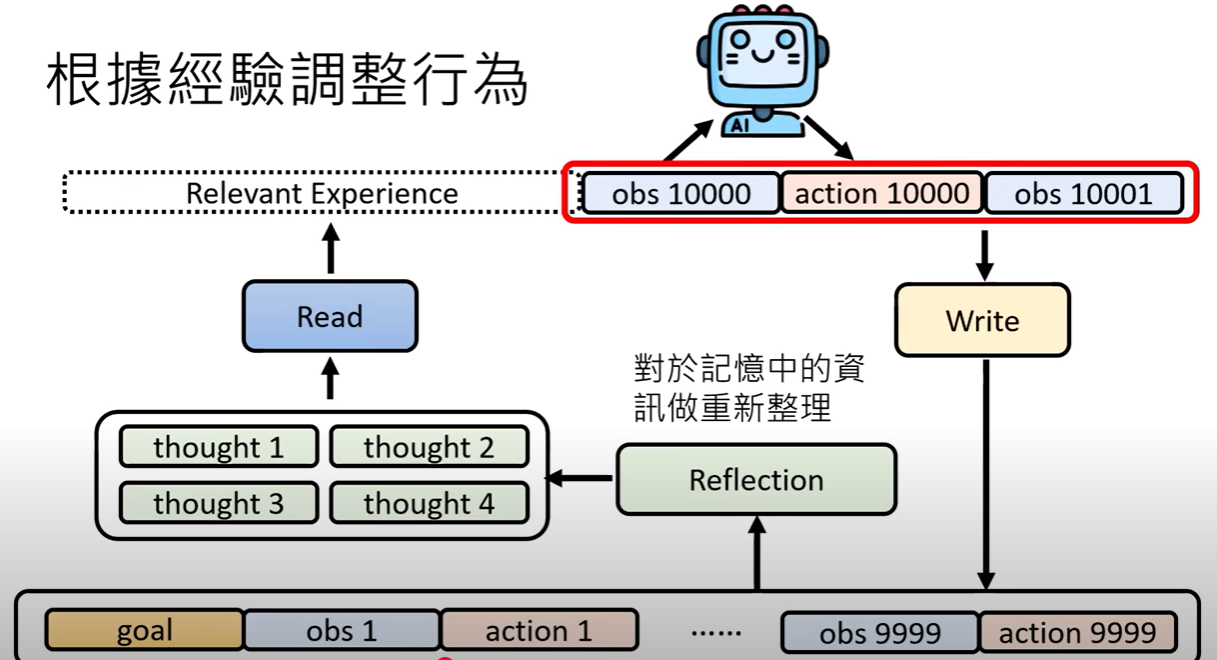 根據經驗調整行為
AI
Relevant Experience
obs 10000
action 10000
obs 10001
Read
Write
對於記憶中的資
訊做重新整理
thought 1
thought 2
thought 3
thought 4
Reflection
goal
obs 1
action 1
......
obs 9999
action 9999